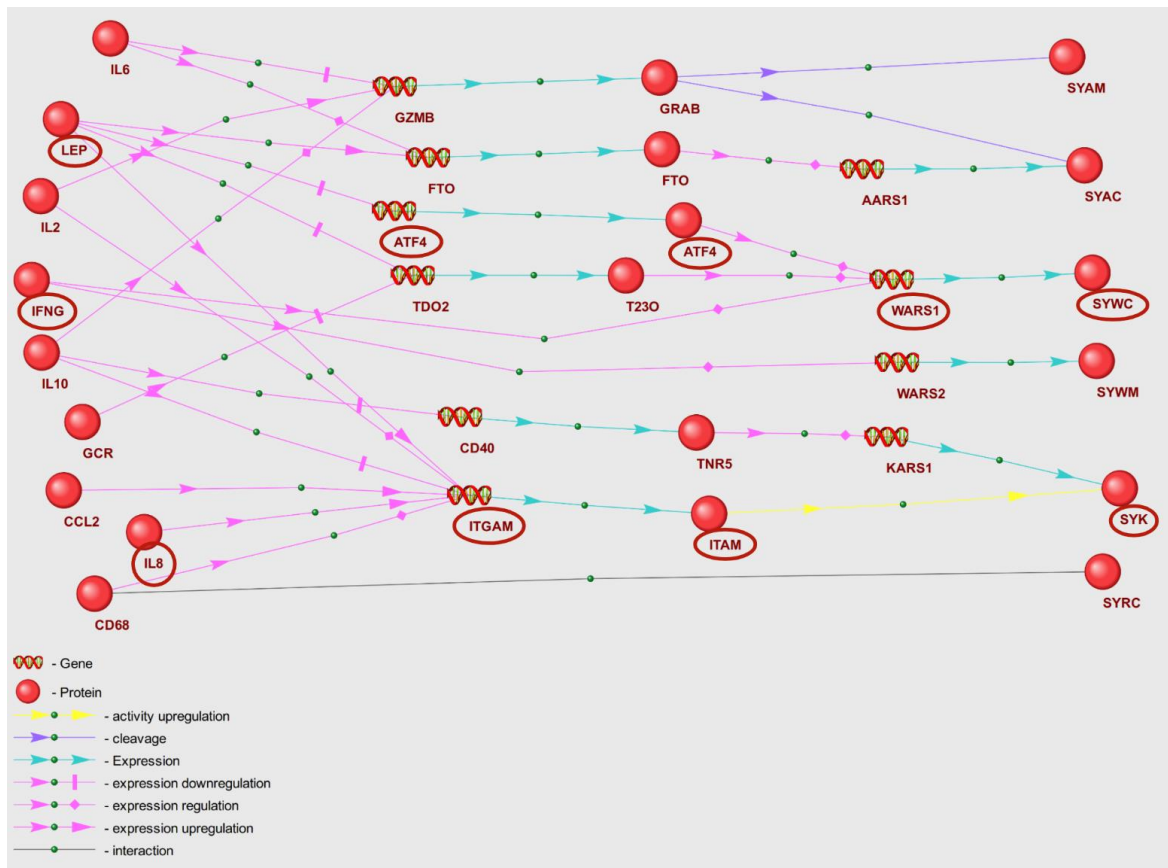 IL6
GZMB
GRAB
SYAM
LEP
FTO
FTO
AARS1
SYAC
IL2
ATF4
ATF4
IFNG
TDO2
T23O
WARS1
SYWC
IL10
WARS2
SYWM
GCR
CD40
TNR5
KARS1
CCL2
ITGAM
ITAM
SYK
IL8
CD68
SYRC
- Gene
- Protein
- activity upregulation
- cleavage
- Expression
- expression downregulation
- expression regulation
- expression upregulation
- interaction